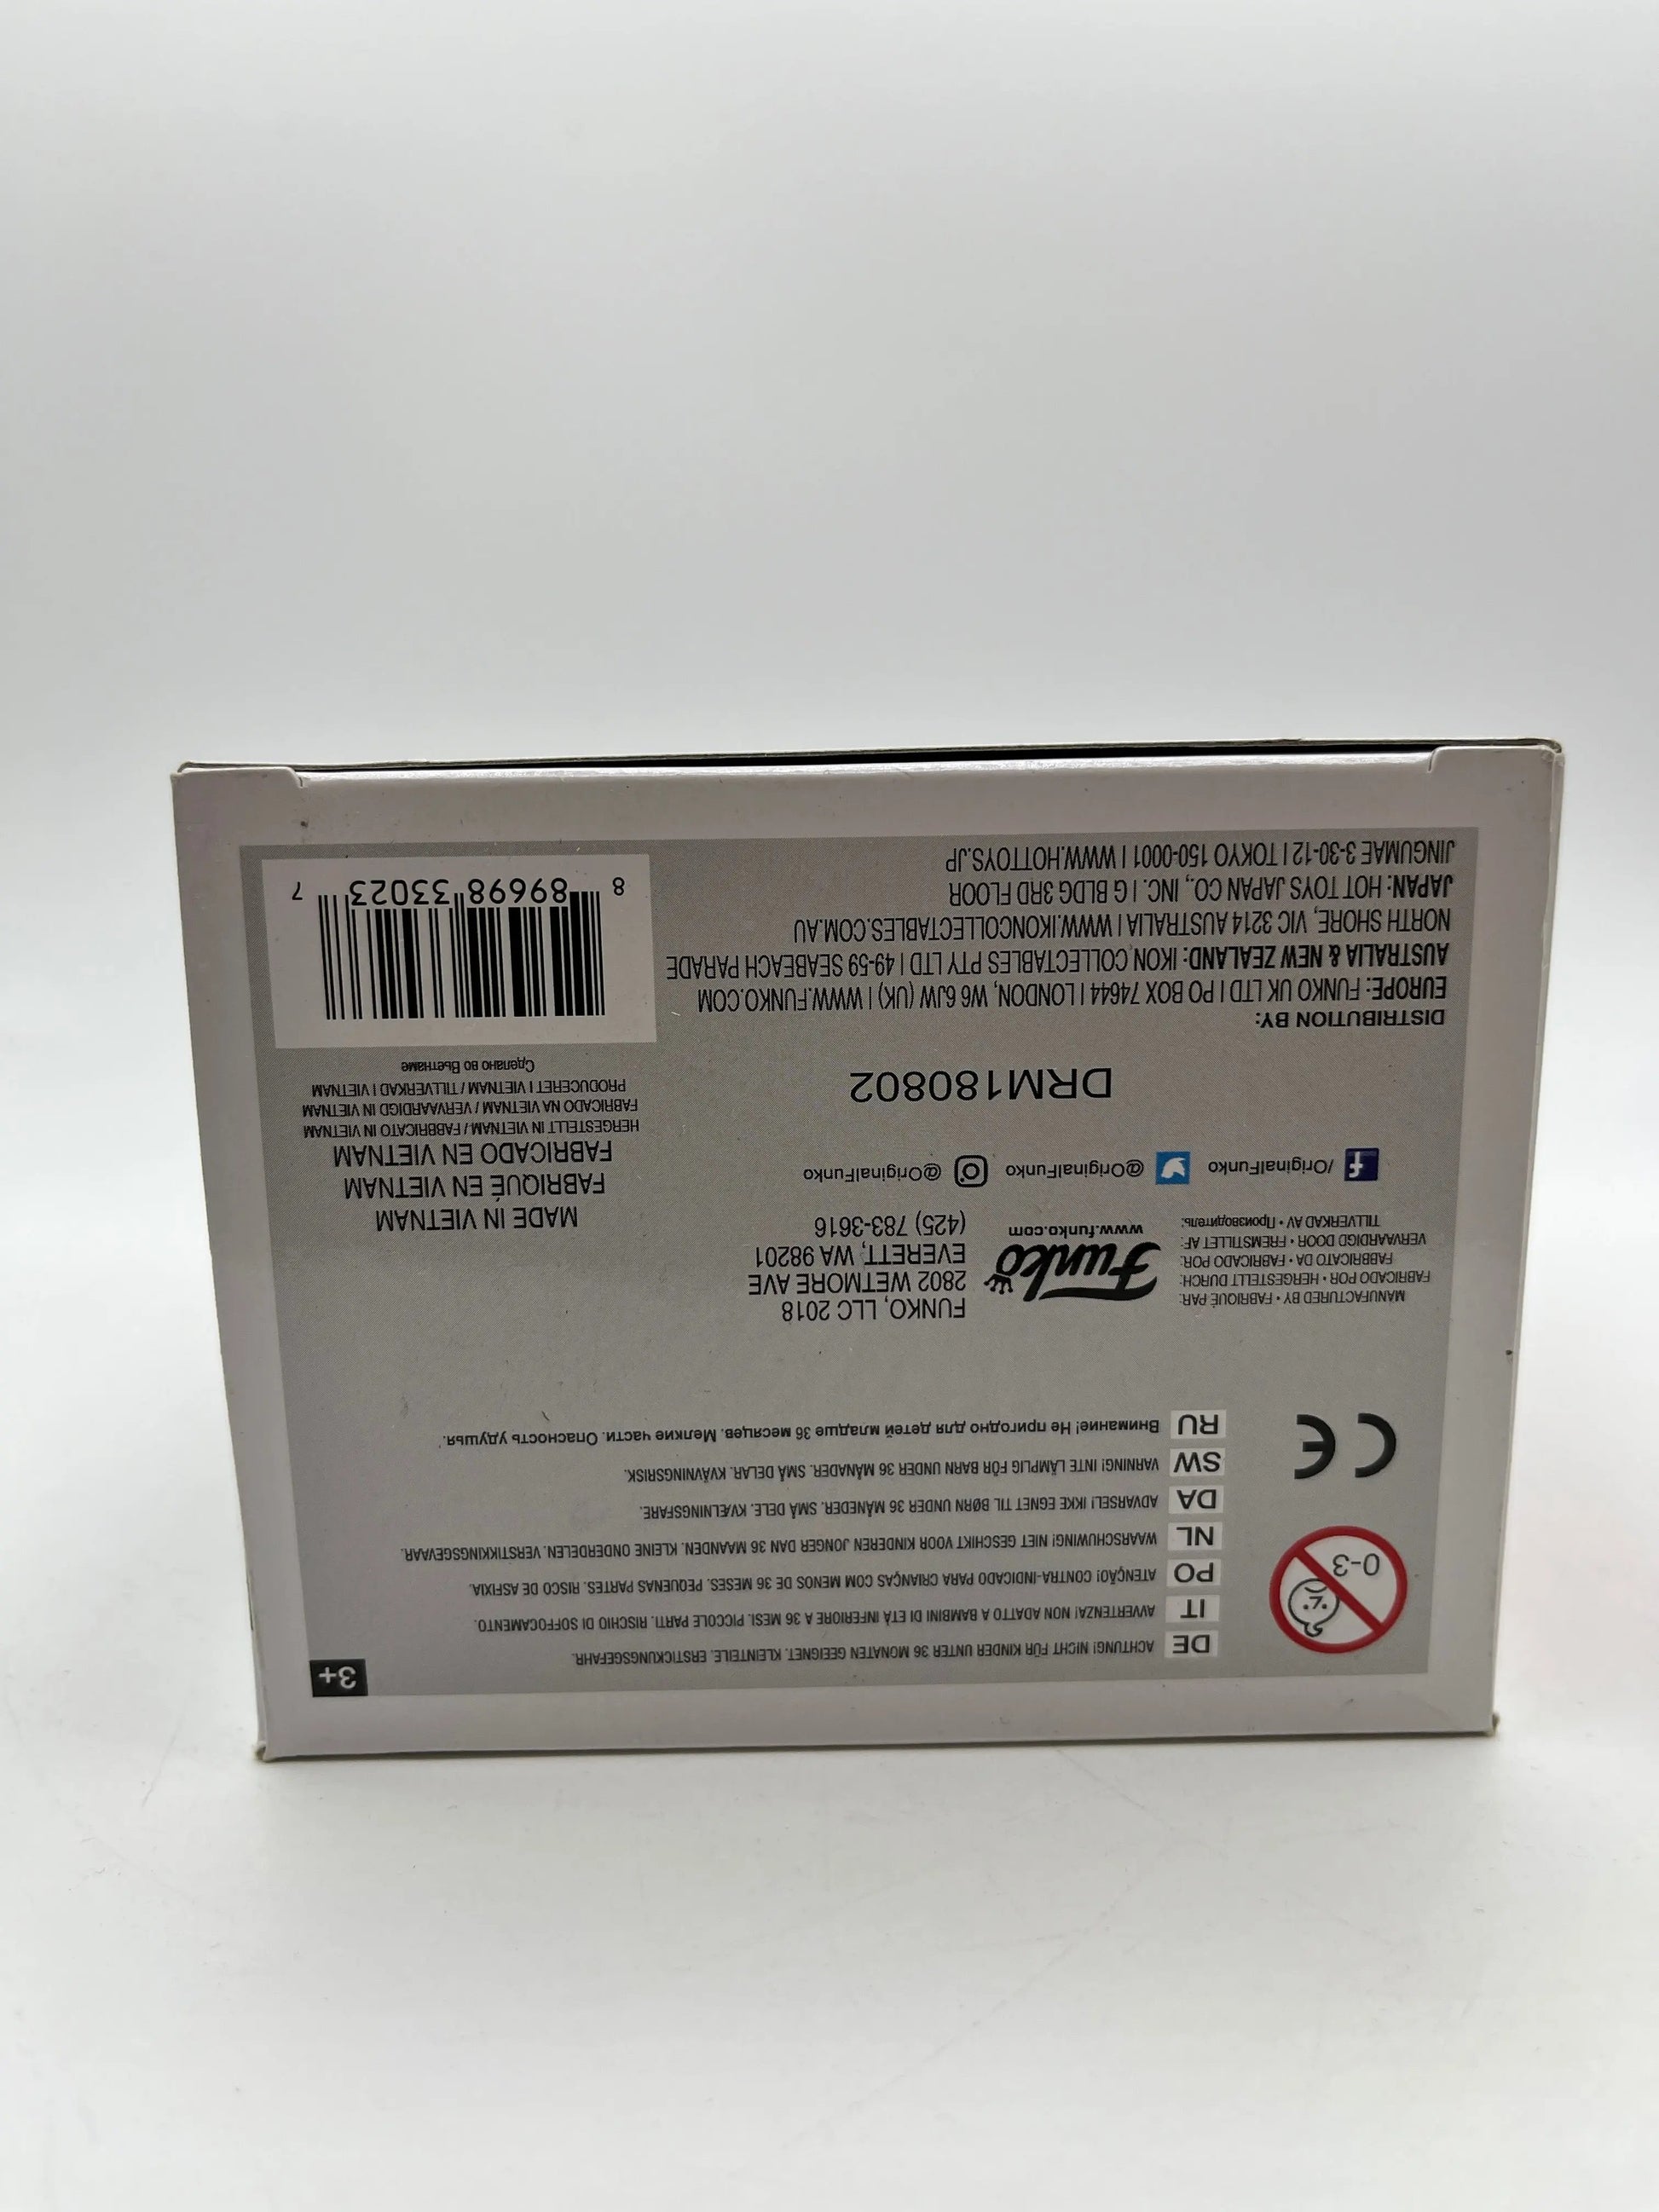 3+
DE ACHTUNG! NICHT FÜR KINDER UNTER 36 MONATEN GEEIGNET. KLEINTEILE. ERSTICKUNGSGEFAHR.
IT AVVERTENZA! NON ADATTO A BAMBINI DI ETÀ INFERIORE A 36 MESI. PICCOLE PARTI. RISCHIO DI SOFFOCAMENTO.
PO ATENÇÃO! CONTRA-INDICADO PARA CRIANÇAS COM MENOS DE 36 MESES. PEQUENAS PARTES. RISCO DE ASFIXIA.
NL WAARSCHUWING! NIET GESCHIKT VOOR KINDEREN JONGER DAN 36 MAANDEN. KLEINE ONDERDELEN. VERSTIKKINGSGEVAAR.
DA ADVARSEL! IKKE EGNET TIL BØRN UNDER 36 MÅNEDER. SMÅ DELE. KVÆLNINGSFARE.
SW VARNING! INTE LÄMPLIG FÖR BARN UNDER 36 MÅNADER. SMÅ DELAR. KVÄVNINGSRISK.
RU Внимание! Не пригодно для детей младше 36 месяцев. Мелкие части. Опасность удушья.
0-3
CE
MANUFACTURED BY • FABRIQUÉ PAR:
FABRICADO POR • HERGESTELLT DURCH:
FABBRICATO DA • FABRICADO POR:
VERVAARDIGD DOOR • FREMSTILLET AF:
TILLVERKAD AV • Производитель:
Funko
www.funko.com
FUNKO, LLC 2018
2802 WETMORE AVE
EVERETT, WA 98201
(425) 783-3616
/OriginalFunko @OriginalFunko @OriginalFunko
DRM180802
MADE IN VIETNAM
FABRIQUÉ EN VIETNAM
FABRICADO EN VIETNAM
HERGESTELLT IN VIETNAM / FABBRICATO IN VIETNAM
FABRICADO NA VIETNAM / VERVAARDIGD IN VIETNAM
PRODUCERET I VIETNAM / TILLVERKAD I VIETNAM
Сделано во Вьетнаме
DISTRIBUTION BY:
EUROPE: FUNKO UK LTD | PO BOX 74644 | LONDON, W6 6JW (UK) | WWW.FUNKO.COM
AUSTRALIA & NEW ZEALAND: IKON COLLECTABLES PTY LTD | 49-59 SEABEACH PARADE
NORTH SHORE, VIC 3214 AUSTRALIA | WWW.IKONCOLLECTABLES.COM.AU
JAPAN: HOT TOYS JAPAN CO., INC. | G BLDG 3RD FLOOR
JINGUMAE 3-30-12 | TOKYO 150-0001 | WWW.HOTTOYS.JP
8 89698 33023 7